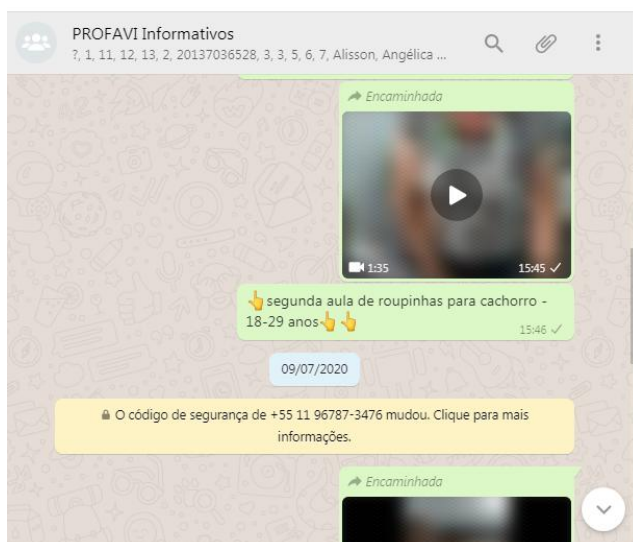 PROFAVI Informativos
?, 1, 11, 12, 13, 2, 20137036528, 3, 3, 5, 6, 7, Alisson, Angélica ...
Encaminhada
1:35
15:45
👆segunda aula de roupinhas para cachorro -
18-29 anos👆👆
15:46
09/07/2020
O código de segurança de +55 11 96787-3476 mudou. Clique para mais
informações.
Encaminhada